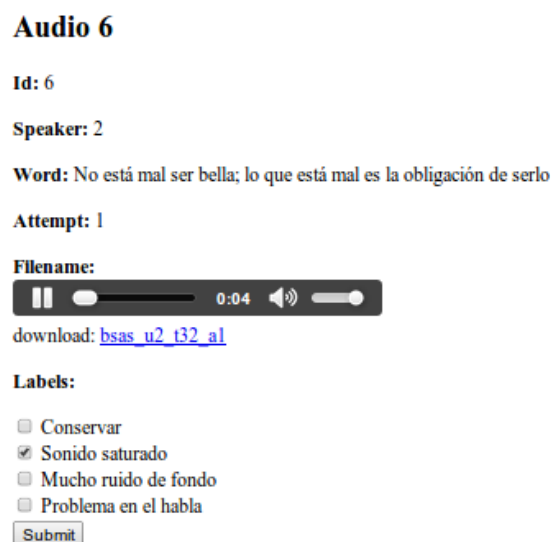 Audio 6
Id: 6
Speaker: 2
Word: No está mal ser bella; lo que está mal es la obligación de serlo
Attempt: 1
Filename:
0:04
download: bsas_u2_t32_a1
Labels:
Conservar
Sonido saturado
Mucho ruido de fondo
Problema en el habla
Submit